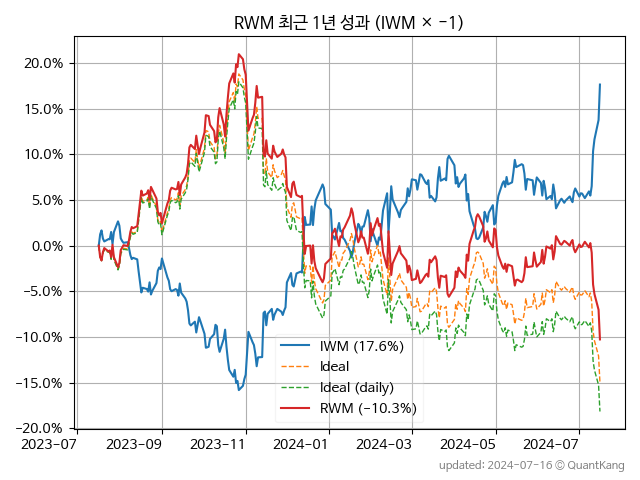 RWM 최근 1년 성과 (IWM × −1)
20.0%
15.0%
10.0%
5.0%
0.0%
−5.0%
−10.0%
−15.0%
−20.0%
IWM (17.6%)
Ideal
Ideal (daily)
RWM (−10.3%)
2023-07 2023-09 2023-11 2024-01 2024-03 2024-05 2024-07
updated: 2024-07-16 © QuantKang